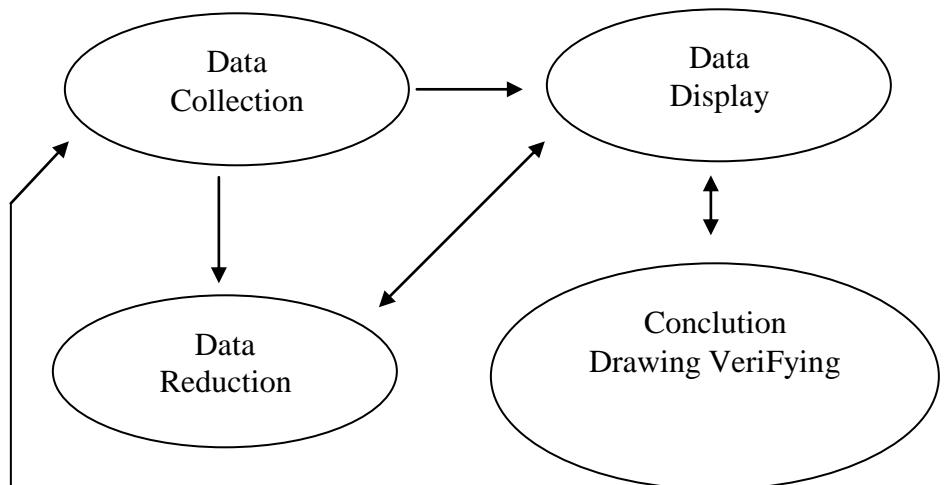 Data
Collection
Data
Display
Data
Reduction
Conclution
Drawing VeriFying